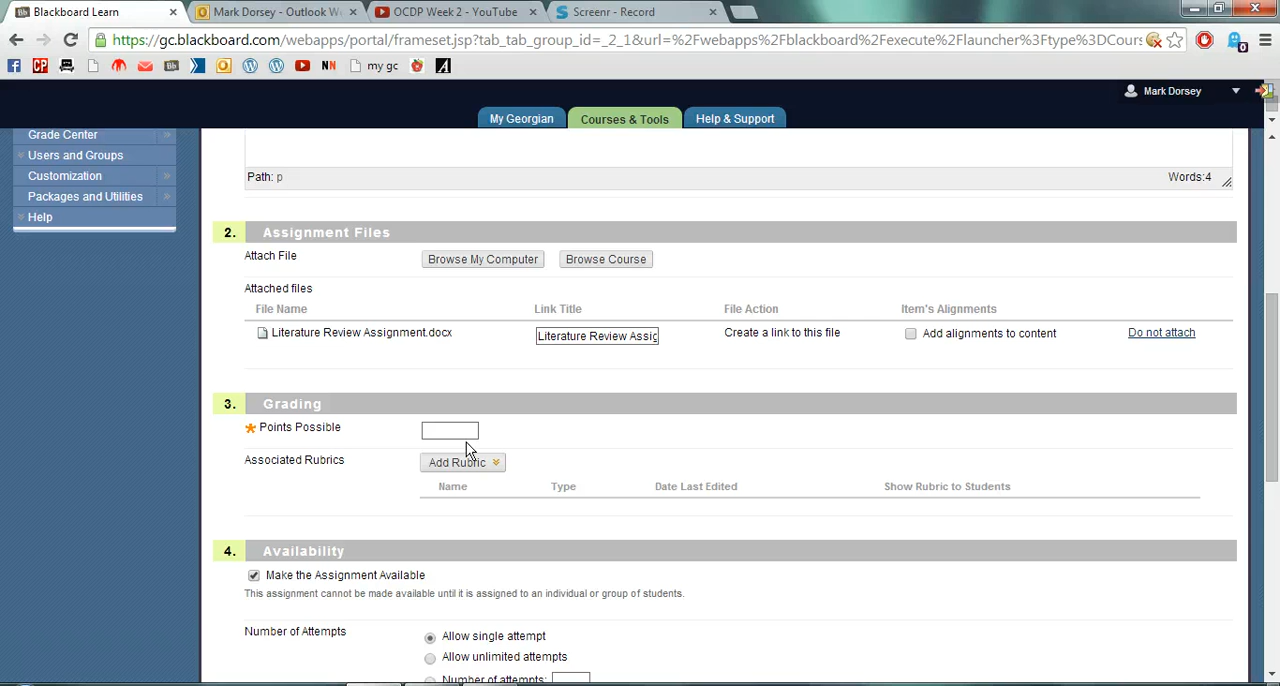 Blackboard Learn
Mark Dorsey - Outlook W
OCDP Week 2 - YouTube
Screenr - Record
https://gc.blackboard.com/webapps/portal/frameset.jsp?tab_tab_group_id=_2_1&url=%2Fwebapps%2Fblackboard%2Fexecute%2Flauncher%3Ftype%3DCours
my gc
Mark Dorsey
My Georgian
Courses & Tools
Help & Support
Grade Center
Users and Groups
Customization
Packages and Utilities
Help
Path: p
Words:4
2. Assignment Files
Attach File
Browse My Computer
Browse Course
Attached files
File Name
Link Title
File Action
Item's Alignments
Literature Review Assignment.docx
Literature Review Assig
Create a link to this file
Add alignments to content
Do not attach
3. Grading
Points Possible
Associated Rubrics
Add Rubric
Name
Type
Date Last Edited
Show Rubric to Students
4. Availability
Make the Assignment Available
This assignment cannot be made available until it is assigned to an individual or group of students.
Number of Attempts
Allow single attempt
Allow unlimited attempts
Number of attempts: